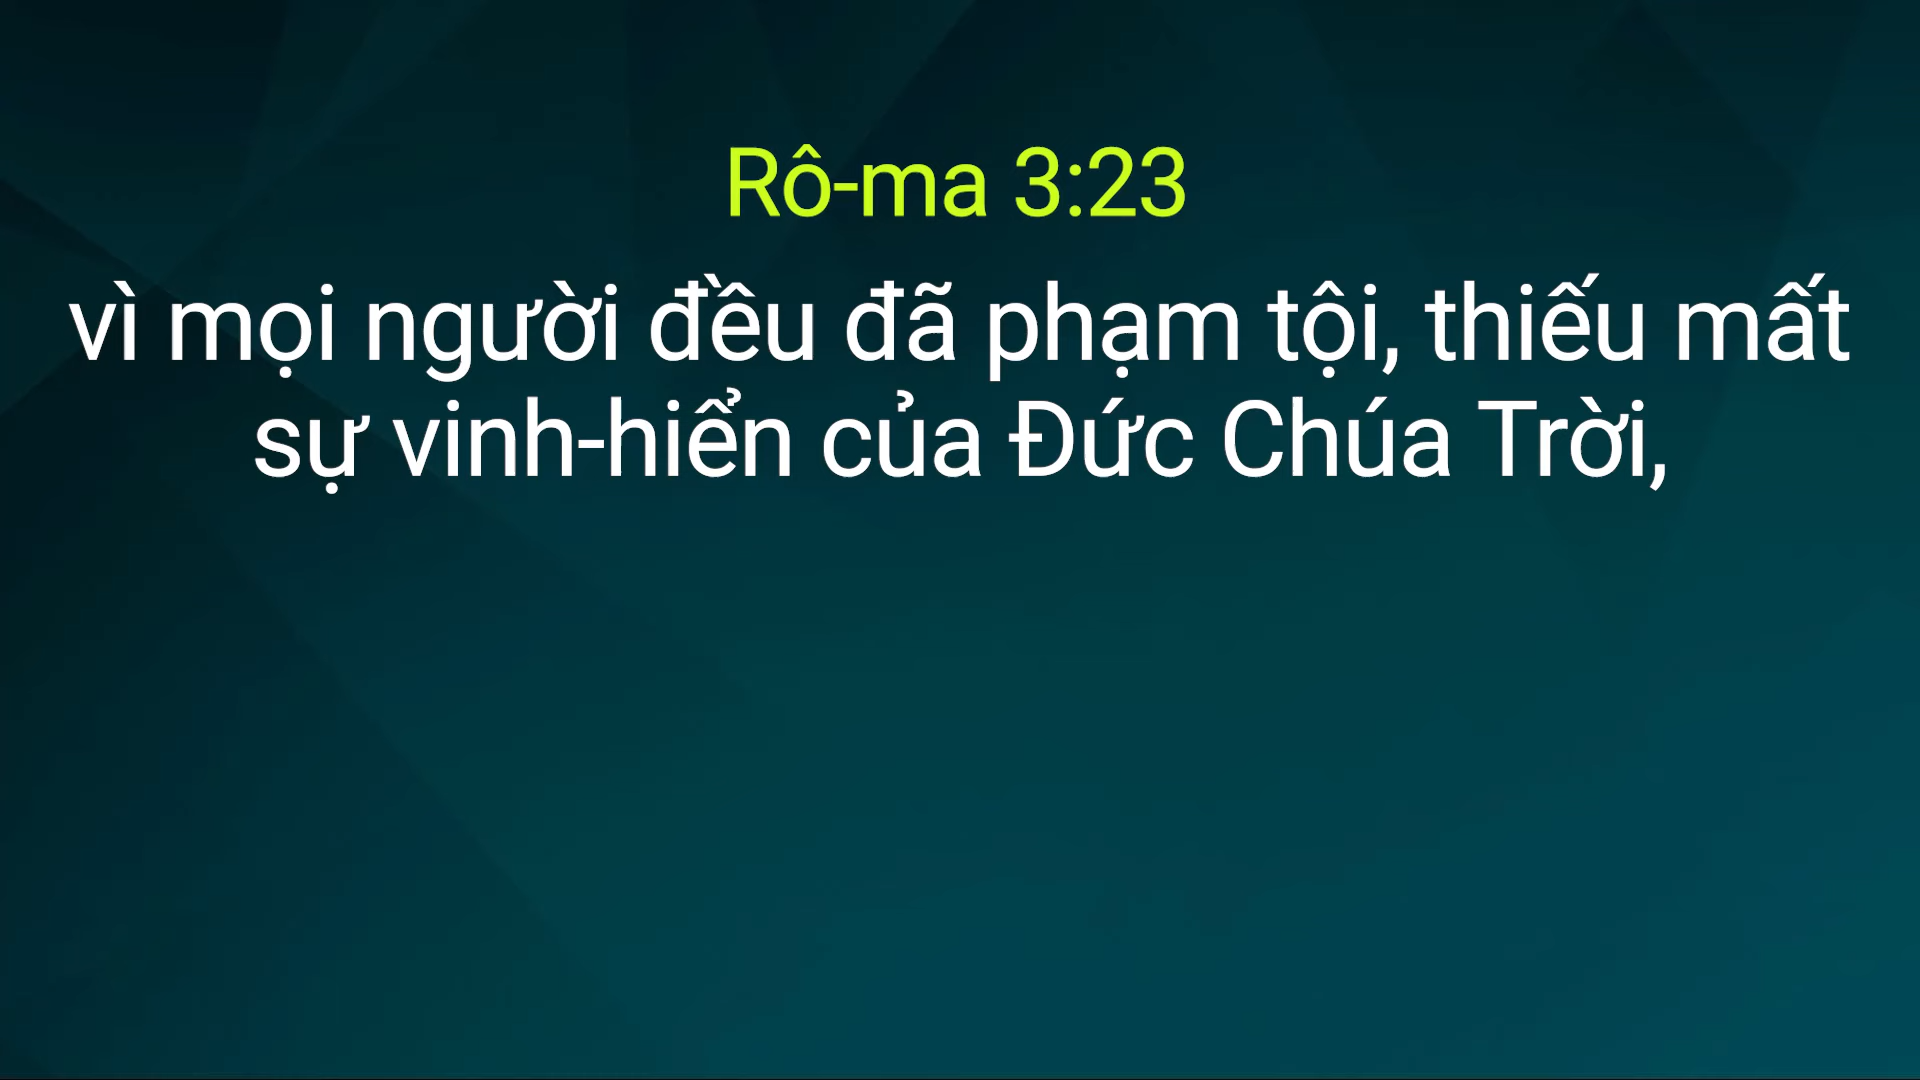 Rô-ma 3:23
vì mọi người đều đã phạm tội, thiếu mất
sự vinh-hiển của Đức Chúa Trời,